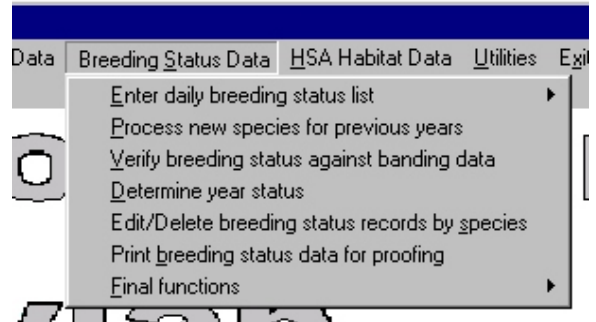 Data Breeding Status Data HSA Habitat Data Utilities Exit
Enter daily breeding status list
Process new species for previous years
Verify breeding status against banding data
Determine year status
Edit/Delete breeding status records by species
Print breeding status data for proofing
Final functions